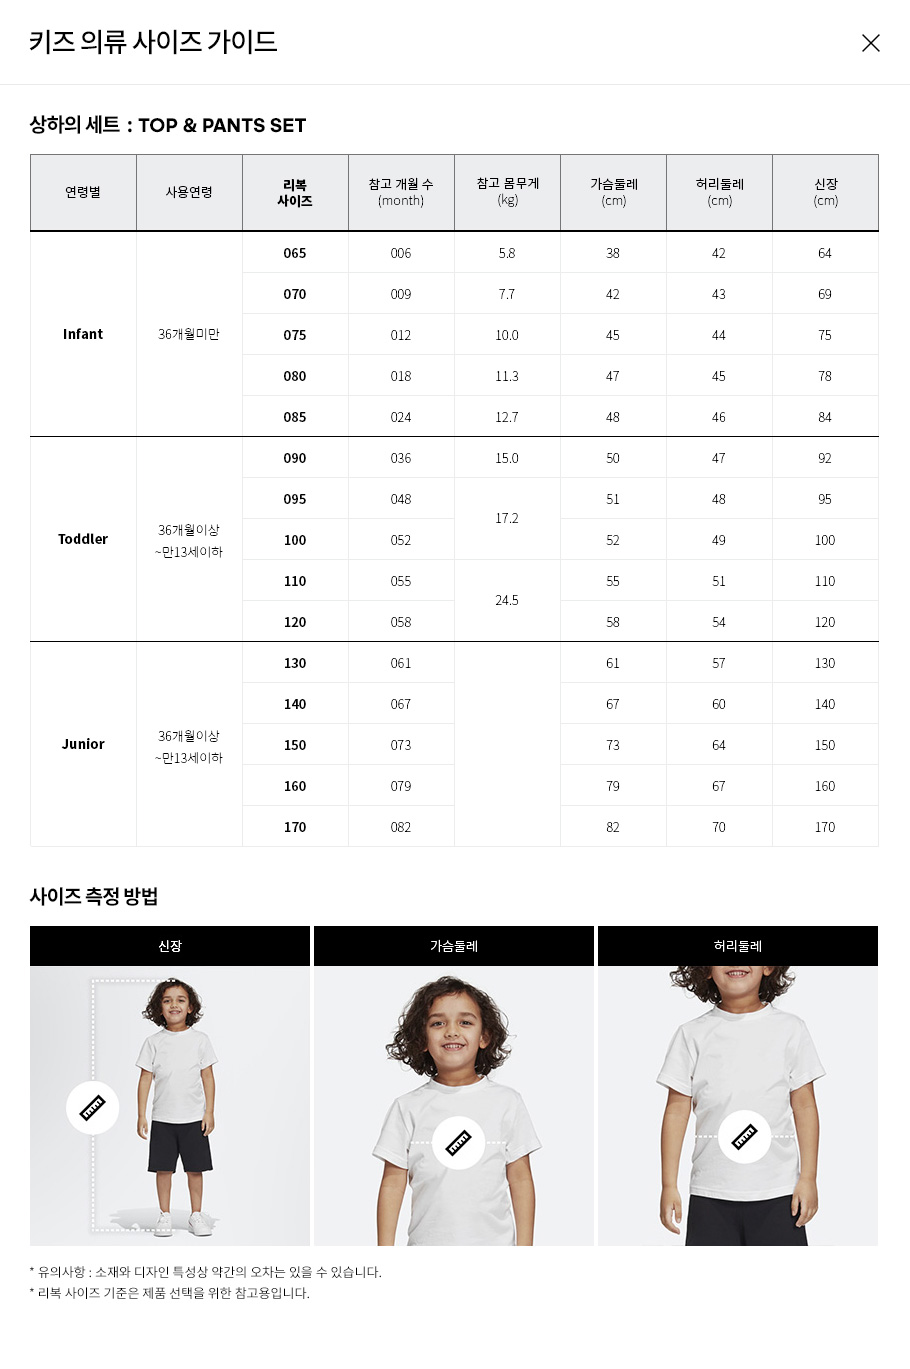 키즈 의류 사이즈 가이드
상하의 세트 : TOP & PANTS SET
연령별 사용연령 리복 사이즈 참고 개월 수 (month) 참고 몸무게 (kg) 가슴둘레 (cm) 허리둘레 (cm) 신장 (cm)
065 006 5.8 38 42 64
070 009 7.7 42 43 69
Infant 36개월미만 075 012 10.0 45 44 75
080 018 11.3 47 45 78
085 024 12.7 48 46 84
090 036 15.0 50 47 92
095 048 17.2 51 48 95
36개월이상
Toddler ~만13세이하 100 052 52 49 100
110 055 24.5 55 51 110
120 058 58 54 120
130 061 61 57 130
140 067 67 60 140
36개월이상
Junior ~만13세이하 150 073 73 64 150
160 079 79 67 160
170 082 82 70 170
사이즈 측정 방법
신장 가슴둘레 허리둘레
* 유의사항 : 소재와 디자인 특성상 약간의 오차는 있을 수 있습니다.
* 리복 사이즈 기준은 제품 선택을 위한 참고용입니다.